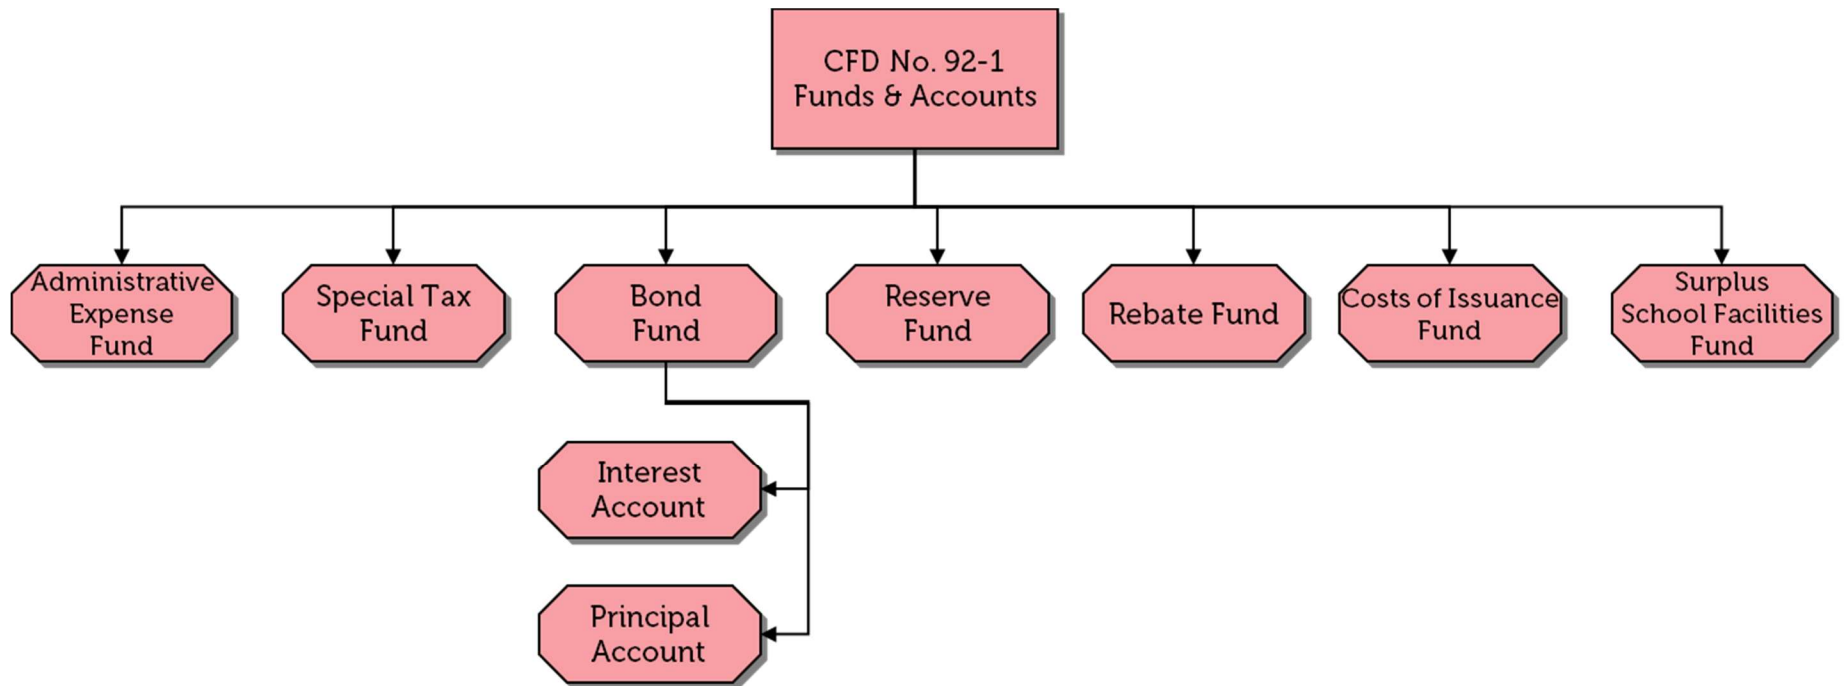 CFD No. 92-1
Funds & Accounts
Administrative
Expense
Fund
Special Tax
Fund
Bond
Fund
Reserve
Fund
Rebate Fund
Costs of Issuance
Fund
Surplus
School Facilities
Fund
Interest
Account
Principal
Account